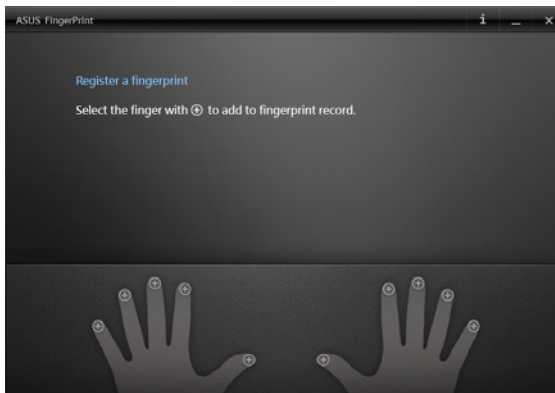 ASUS FingerPrint
Register a fingerprint
Select the finger with ⊕ to add to fingerprint record.